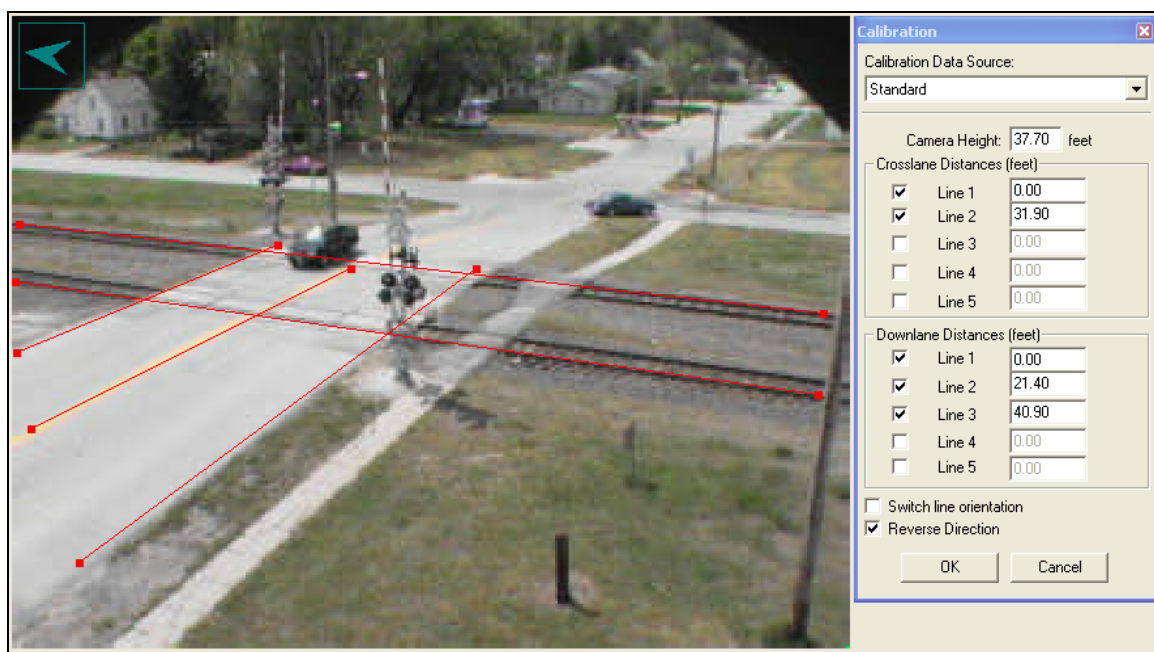 Calibration
Calibration Data Source:
Standard
Camera Height: 37.70 feet
Crosslane Distances (feet)
Line 1 0.00
Line 2 31.90
Line 3 0.00
Line 4 0.00
Line 5 0.00
Downlane Distances (feet)
Line 1 0.00
Line 2 21.40
Line 3 40.90
Line 4 0.00
Line 5 0.00
Switch line orientation
Reverse Direction
OK Cancel